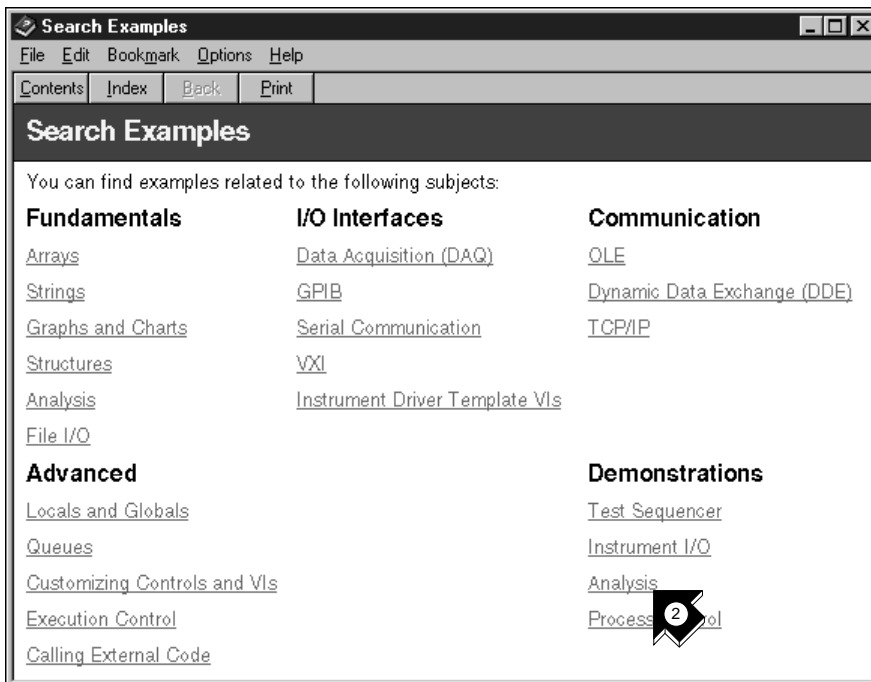 Search Examples
File Edit Bookmark Options Help
Contents Index Back Print
Search Examples
You can find examples related to the following subjects:
Fundamentals
Arrays
Strings
Graphs and Charts
Structures
Analysis
File I/O
I/O Interfaces
Data Acquisition (DAQ)
GPIB
Serial Communication
VXI
Instrument Driver Template VIs
Communication
OLE
Dynamic Data Exchange (DDE)
TCP/IP
Advanced
Locals and Globals
Queues
Customizing Controls and VIs
Execution Control
Calling External Code
Demonstrations
Test Sequencer
Instrument I/O
Analysis
Process
2